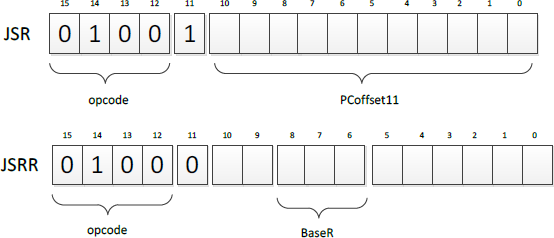 15 14 13 12 11 10 9 8 7 6 5 4 3 2 1 0
JSR 0 1 0 0 1
opcode PCoffset11
15 14 13 12 11 10 9 8 7 6 5 4 3 2 1 0
JSRR 0 1 0 0 0
opcode BaseR